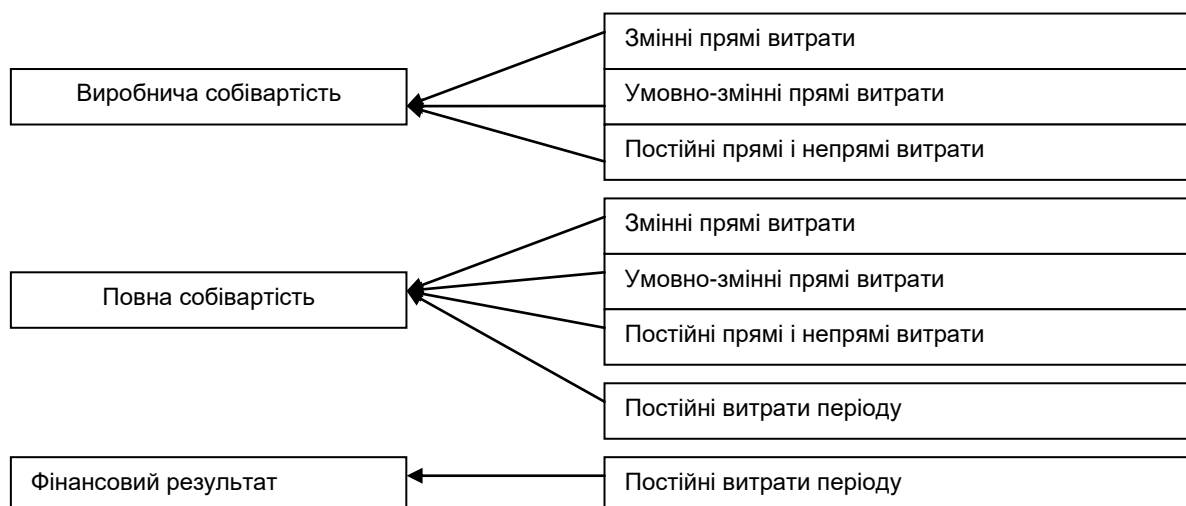 Змінні прямі витрати
Виробнича собівартість
Умовно-змінні прямі витрати
Постійні прямі і непрямі витрати
Змінні прямі витрати
Умовно-змінні прямі витрати
Повна собівартість
Постійні прямі і непрямі витрати
Постійні витрати періоду
Фінансовий результат
Постійні витрати періоду